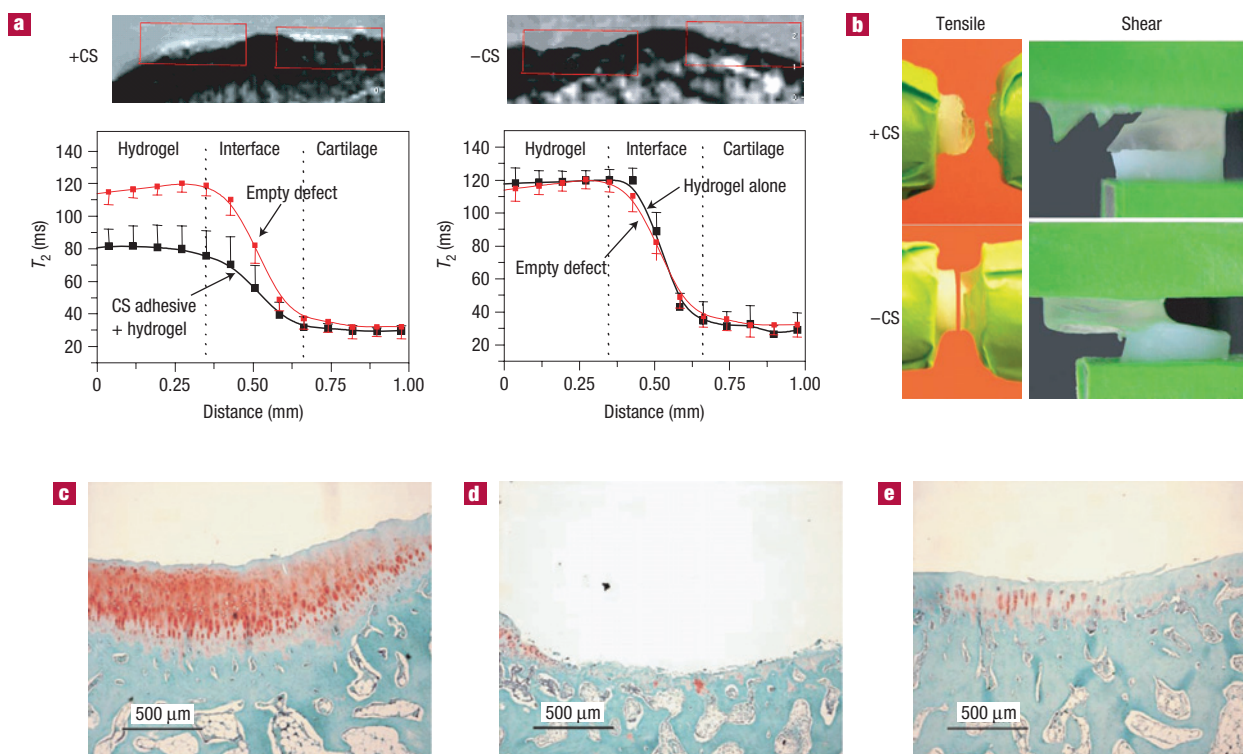 a
+CS
−CS
b
Tensile
Shear
+CS
−CS
140
120
100
80
60
40
20
T2 (ms)
Hydrogel
Interface
Cartilage
Empty defect
CS adhesive
+ hydrogel
0
0.25
0.50
0.75
1.00
Distance (mm)
140
120
100
80
60
40
20
T2 (ms)
Hydrogel
Interface
Cartilage
Hydrogel alone
Empty defect
0
0.25
0.50
0.75
1.00
Distance (mm)
c
500 μm
d
500 μm
e
500 μm